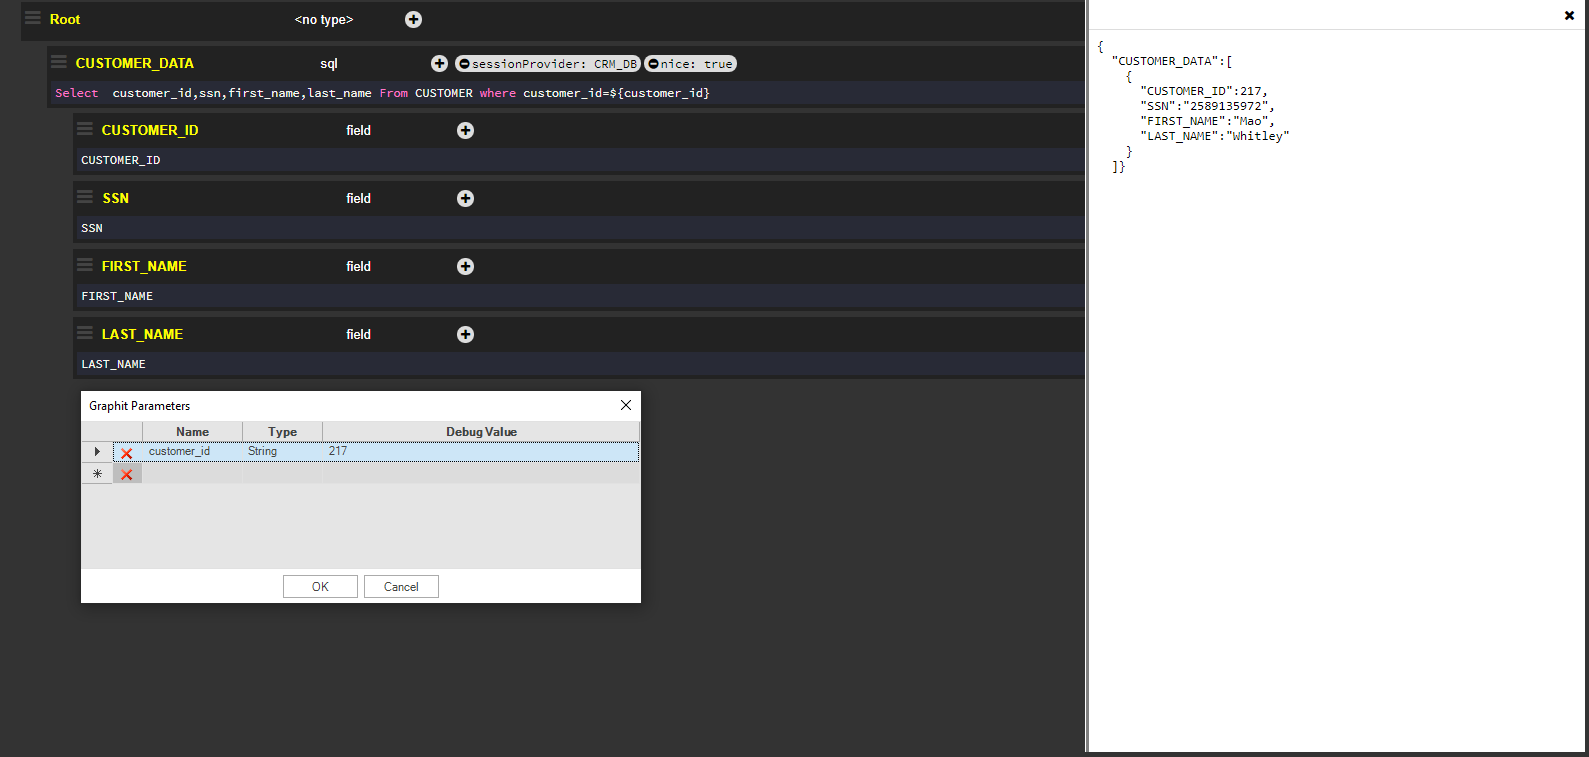 Root <no type>
CUSTOMER_DATA sql sessionProvider: CRM_DB nice: true
Select  customer_id,ssn,first_name,last_name From CUSTOMER where customer_id=${customer_id}
CUSTOMER_ID field
CUSTOMER_ID
SSN field
SSN
FIRST_NAME field
FIRST_NAME
LAST_NAME field
LAST_NAME
Graphit Parameters
Name Type Debug Value
customer_id String 217
OK Cancel
{
"CUSTOMER_DATA":[
{
"CUSTOMER_ID":217,
"SSN":"2589135972",
"FIRST_NAME":"Mao",
"LAST_NAME":"Whitley"
}
]}